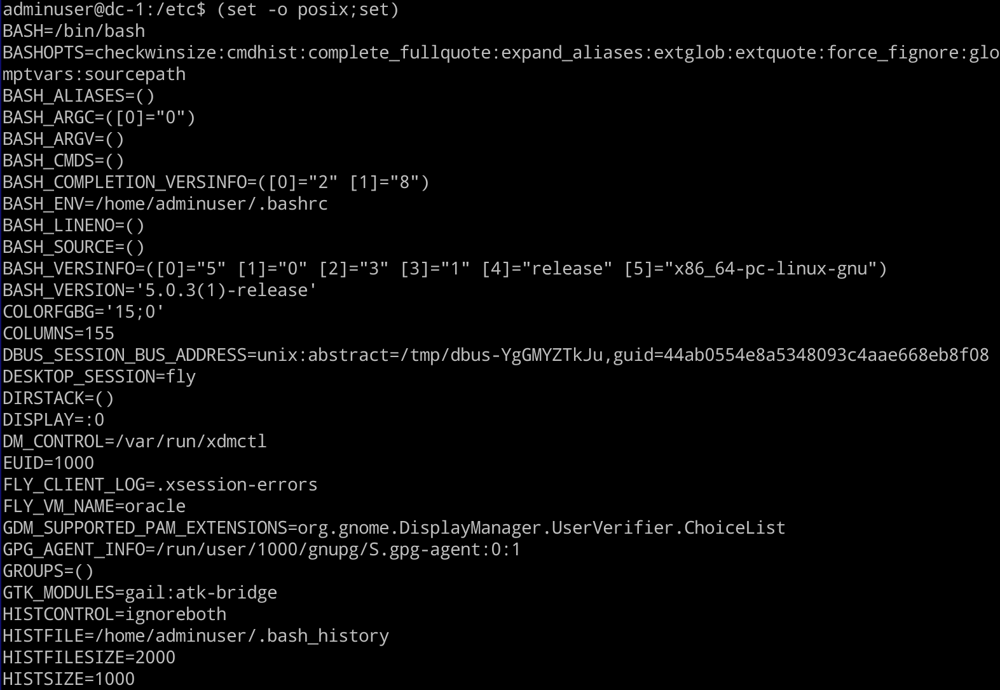 adminuser@dc-1:/etc$ (set -o posix;set)
BASH=/bin/bash
BASHOPTS=checkwinsize:cmdhist:complete_fullquote:expand_aliases:extglob:extquote:force_fignore:glo
mptvars:sourcepath
BASH_ALIASES=()
BASH_ARGC=([0]="0")
BASH_ARGV=()
BASH_CMDS=()
BASH_COMPLETION_VERSINFO=([0]="2" [1]="8")
BASH_ENV=/home/adminuser/.bashrc
BASH_LINENO=()
BASH_SOURCE=()
BASH_VERSINFO=([0]="5" [1]="0" [2]="3" [3]="1" [4]="release" [5]="x86_64-pc-linux-gnu")
BASH_VERSION='5.0.3(1)-release'
COLORFGBG='15;0'
COLUMNS=155
DBUS_SESSION_BUS_ADDRESS=unix:abstract=/tmp/dbus-YgGMYZTkJu,guid=44ab0554e8a5348093c4aae668eb8f08
DESKTOP_SESSION=fly
DIRSTACK=()
DISPLAY=:0
DM_CONTROL=/var/run/xdmctl
EUID=1000
FLY_CLIENT_LOG=.xsession-errors
FLY_VM_NAME=oracle
GDM_SUPPORTED_PAM_EXTENSIONS=org.gnome.DisplayManager.UserVerifier.ChoiceList
GPG_AGENT_INFO=/run/user/1000/gnupg/S.gpg-agent:0:1
GROUPS=()
GTK_MODULES=gail:atk-bridge
HISTCONTROL=ignoreboth
HISTFILE=/home/adminuser/.bash_history
HISTFILESIZE=2000
HISTSIZE=1000